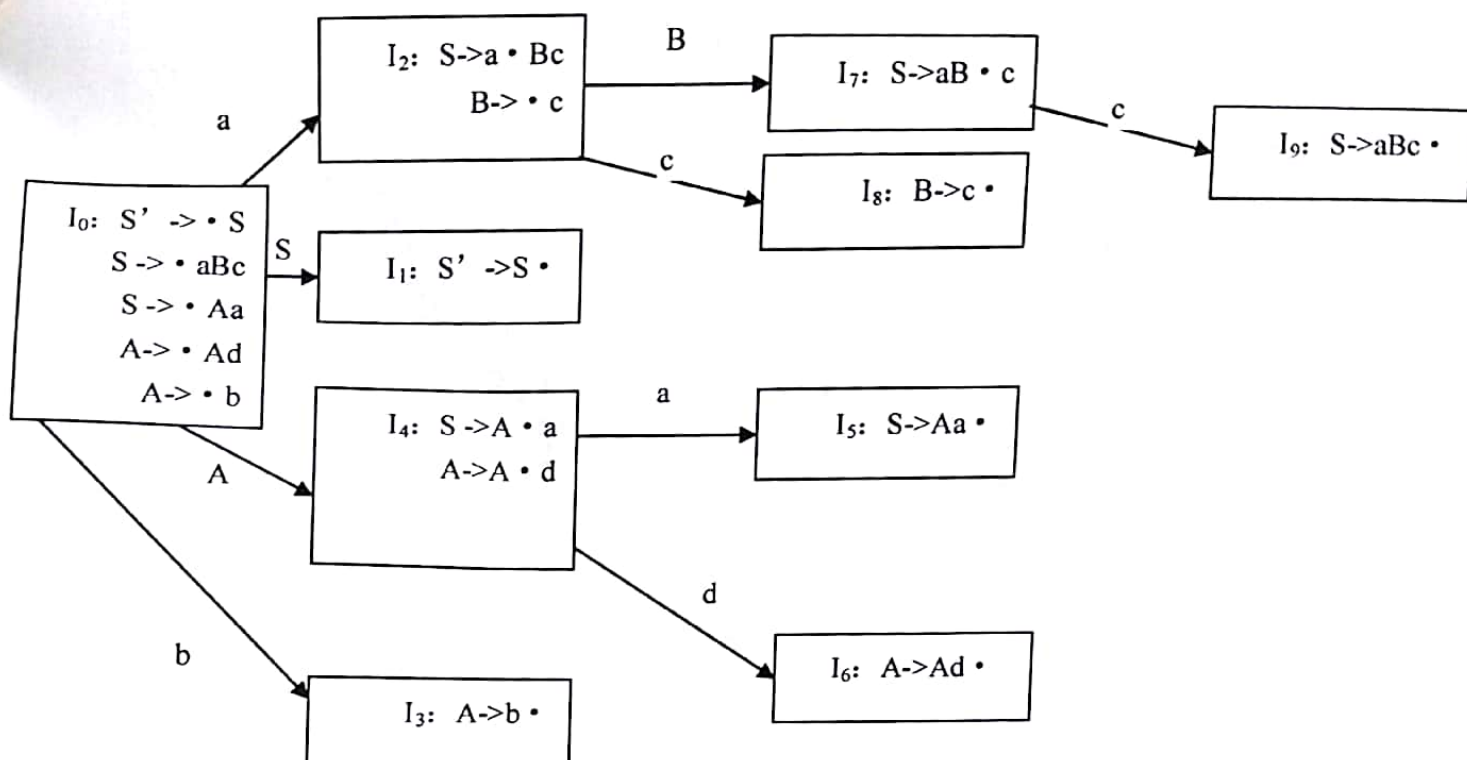 I₂: S->a • Bc
B-> • c
B
I₇: S->aB • c
c
I₉: S->aBc •
a
c
I₈: B->c •
I₀: S’ -> • S
S -> • aBc
S -> • Aa
A-> • Ad
A-> • b
S
I₁: S’ ->S •
A
I₄: S ->A • a
A->A • d
a
I₅: S->Aa •
d
I₆: A->Ad •
b
I₃: A->b •